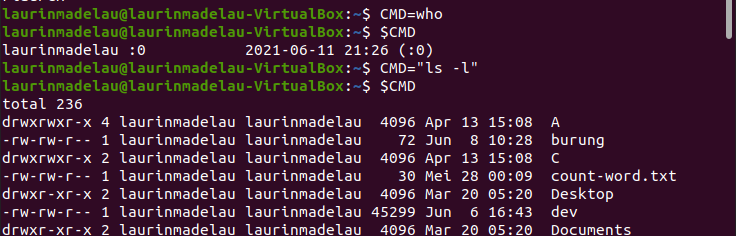 laurinmadelau@laurinmadelau-VirtualBox:~$ CMD=who
laurinmadelau@laurinmadelau-VirtualBox:~$ $CMD
laurinmadelau :0           2021-06-11 21:26 (:0)
laurinmadelau@laurinmadelau-VirtualBox:~$ CMD="ls -l"
laurinmadelau@laurinmadelau-VirtualBox:~$ $CMD
total 236
drwxrwxr-x 4 laurinmadelau laurinmadelau  4096 Apr 13 15:08  A
-rw-rw-r-- 1 laurinmadelau laurinmadelau    72 Jun  8 10:28  burung
drwxrwxr-x 2 laurinmadelau laurinmadelau  4096 Apr 13 15:08  C
-rw-rw-r-- 1 laurinmadelau laurinmadelau    30 Mei 28 00:09  count-word.txt
drwxr-xr-x 2 laurinmadelau laurinmadelau  4096 Mar 20 05:20  Desktop
-rw-rw-r-- 1 laurinmadelau laurinmadelau 45299 Jun  6 16:43  dev
drwxr-xr-x 2 laurinmadelau laurinmadelau  4096 Mar 20 05:20  Documents